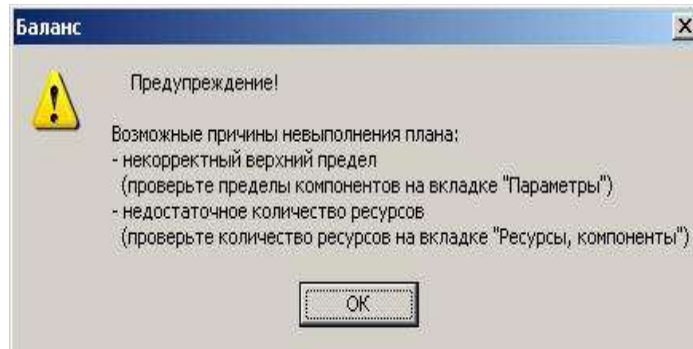 Баланс
Предупреждение!
Возможные причины невыполнения плана:
- некорректный верхний предел
(проверьте пределы компонентов на вкладке "Параметры")
- недостаточное количество ресурсов
(проверьте количество ресурсов на вкладке "Ресурсы, компоненты")
OK